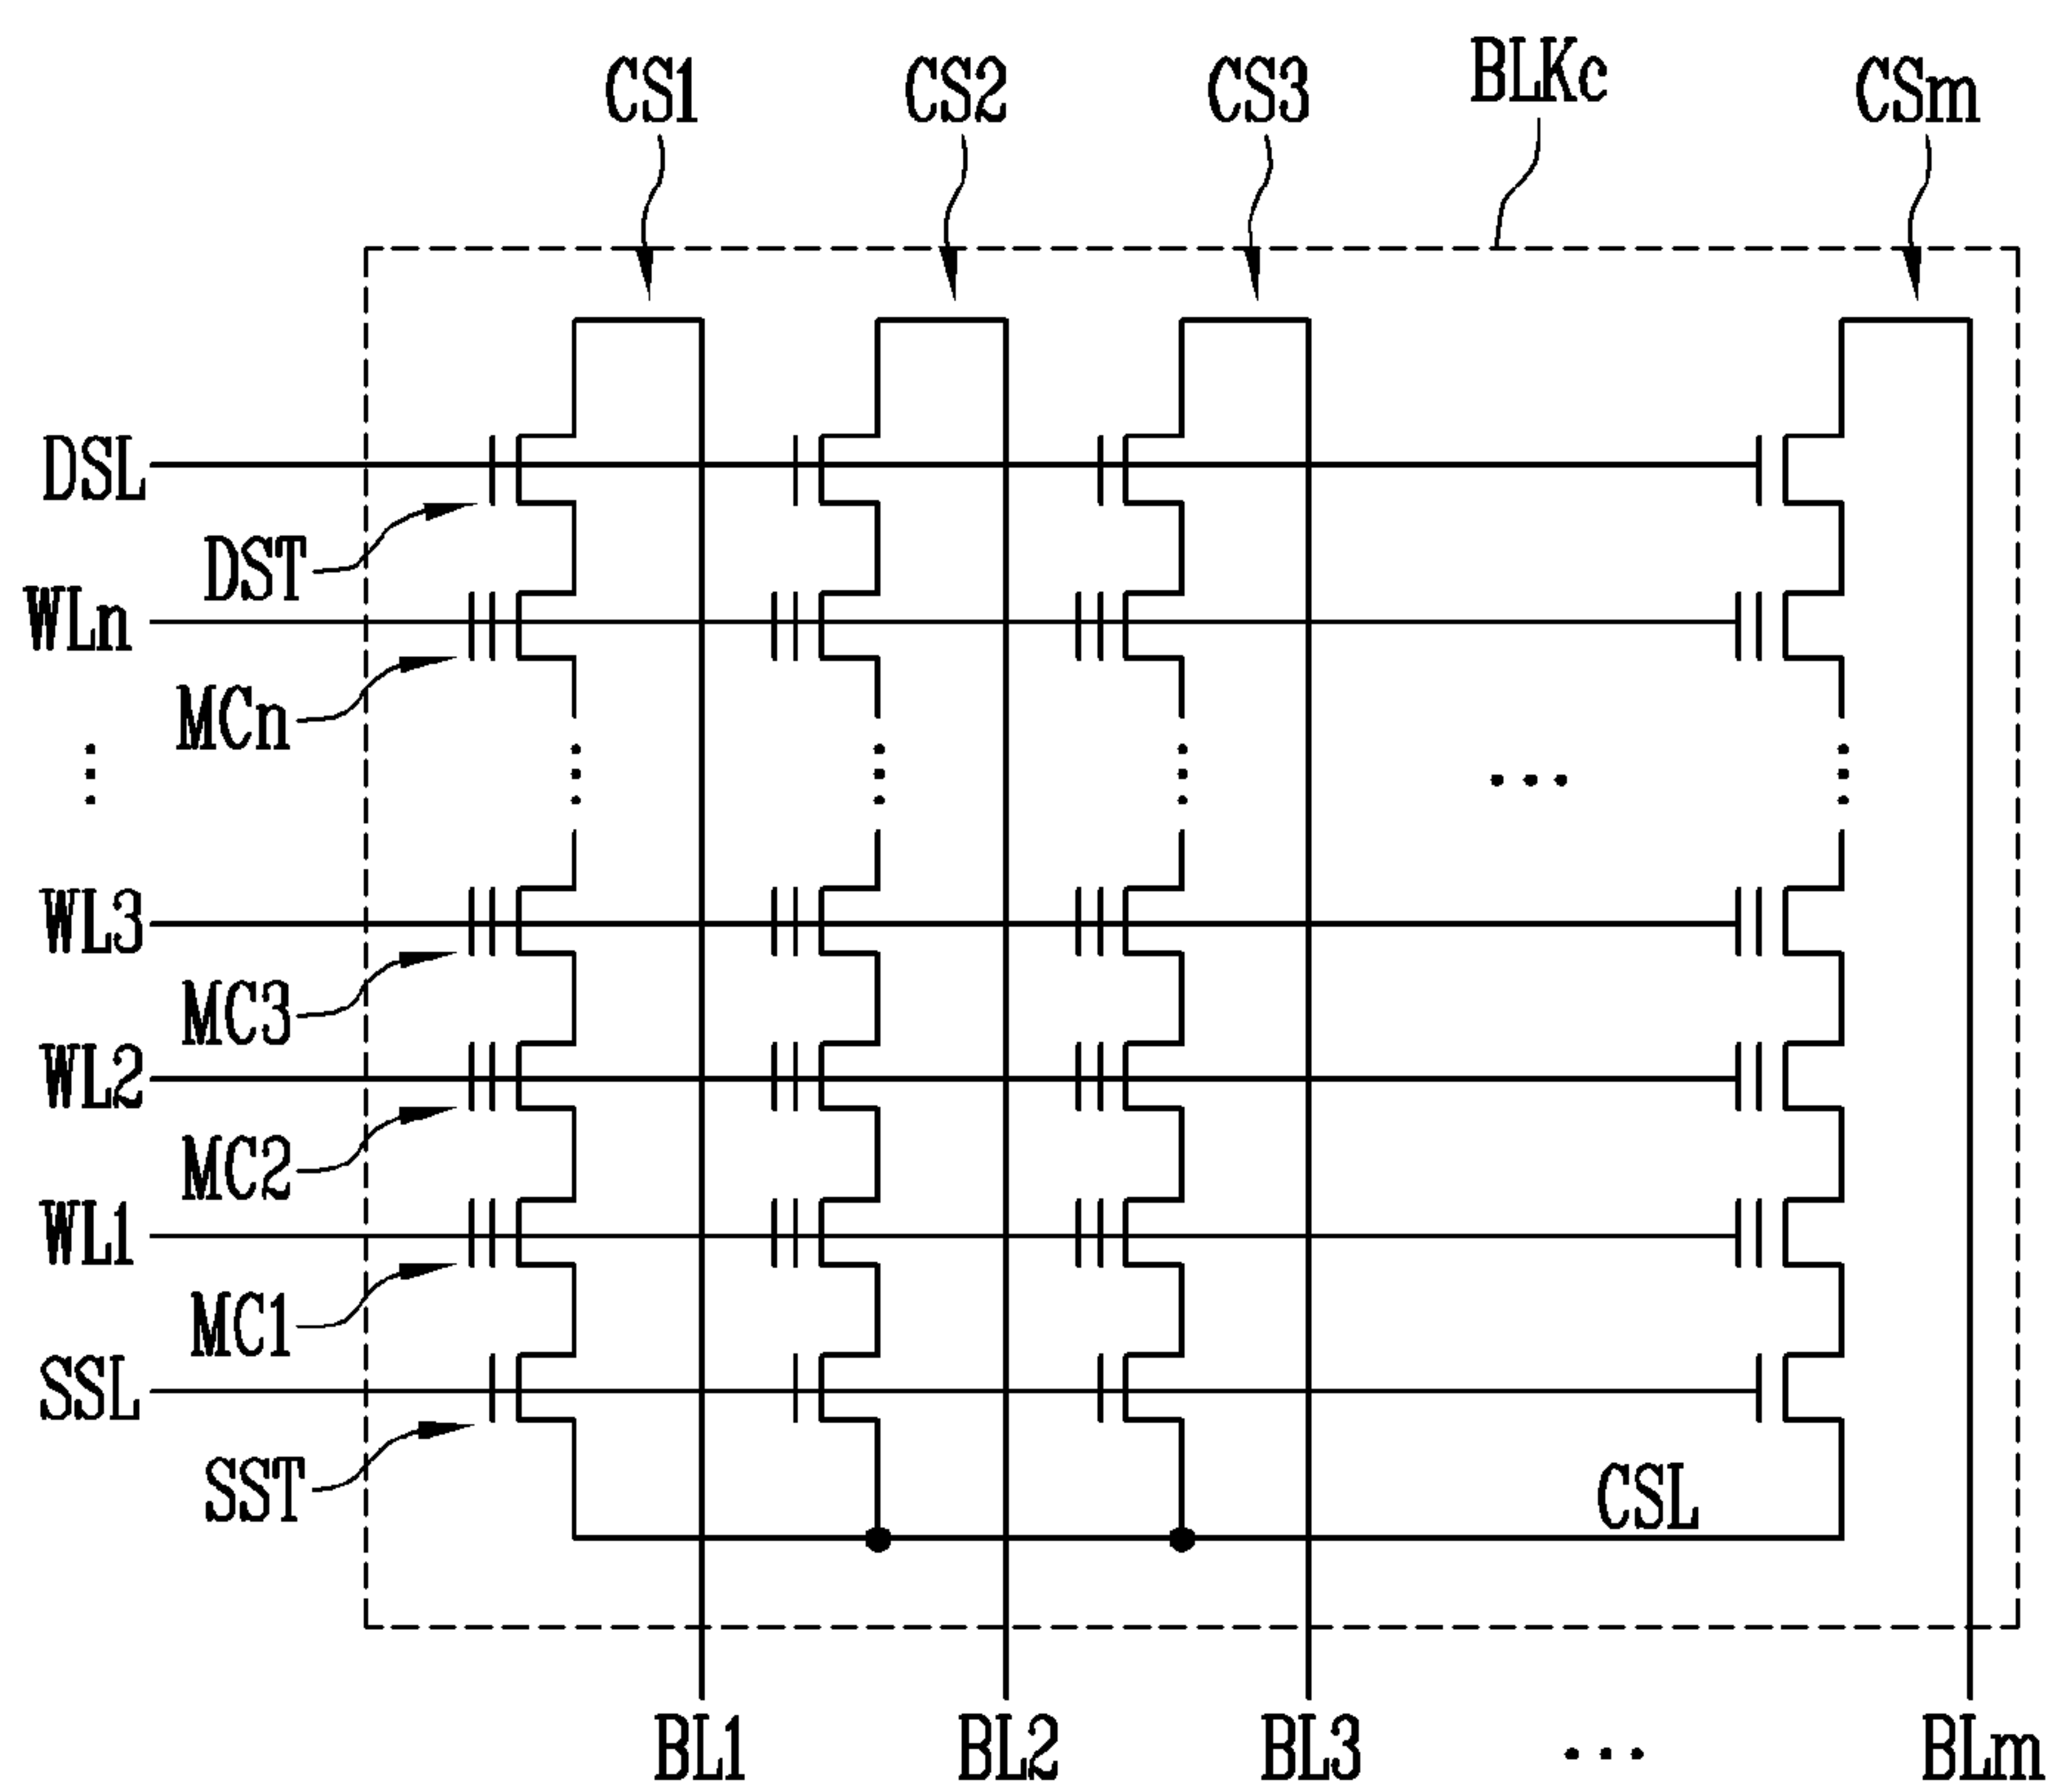 CS1 CS2 CS3 BLKc CSm
DSL
DST
WLn
MCn
WL3
MC3
WL2
MC2
WL1
MC1
SSL
SST
CSL
BL1 BL2 BL3 ... BLm